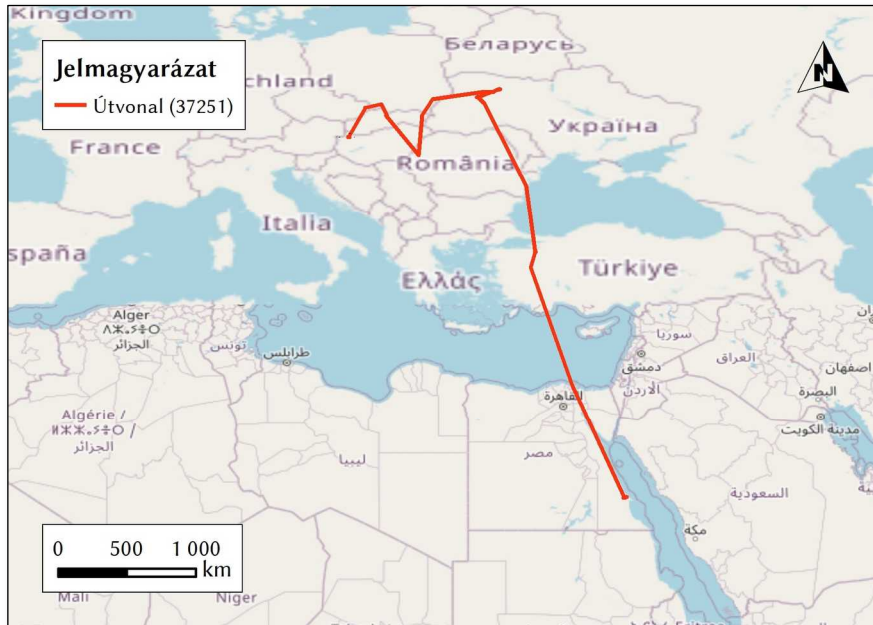 Kingdom
Беларусь
Jelmagyarázat
chland
Útvonal (37251)
N
Україна
France
România
Italia
spaña
Ελλάς
Türkiye
Alger
ⴷⵣⴰⵢⴻⵔ
الجزائر
تونس
طرابلس
سوريا
دمشق
العراق
اصفهان
الاردن
القاهرة
البصرة
مدينة الكويت
Algérie /
الجزائر
ليبيا
مصر
السعودية
مكة
0 500 1 000
km
Mali
Niger